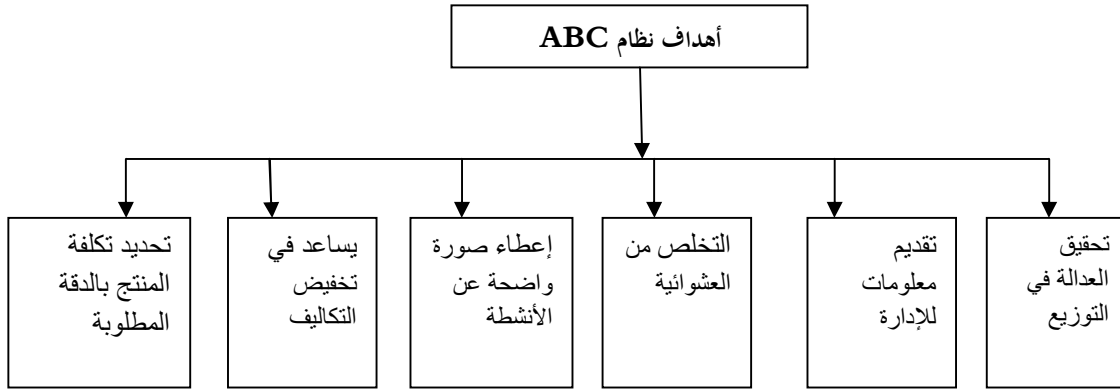 أهداف نظام ABC
تحقيق
العدالة في
التوزيع
تقديم
معلومات
للإدارة
التخلص من
العشوائية
إعطاء صورة
واضحة عن
الأنشطة
يساعد في
تخفيض
التكاليف
تحديد تكلفة
المنتج بالدقة
المطلوبة